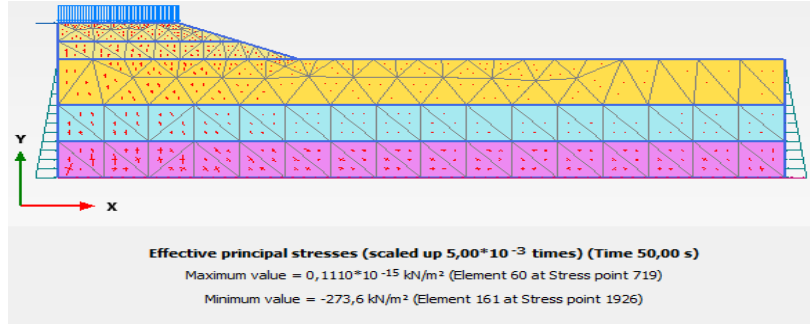 Y
X
Effective principal stresses (scaled up 5,00*10 -3 times) (Time 50,00 s)
Maximum value = 0,1110*10 -15 kN/m² (Element 60 at Stress point 719)
Minimum value = -273,6 kN/m² (Element 161 at Stress point 1926)